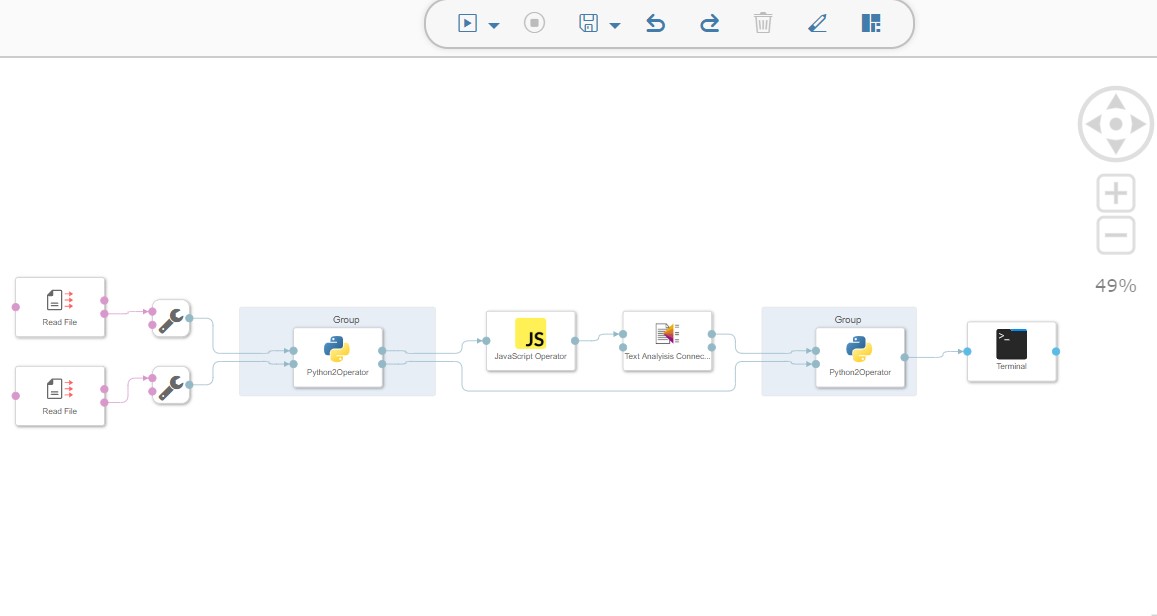 49%
Read File
Group
Python2Operator
JS
JavaScript Operator
Text Analyisis Connec...
Group
Python2Operator
>_
Terminal
Read File